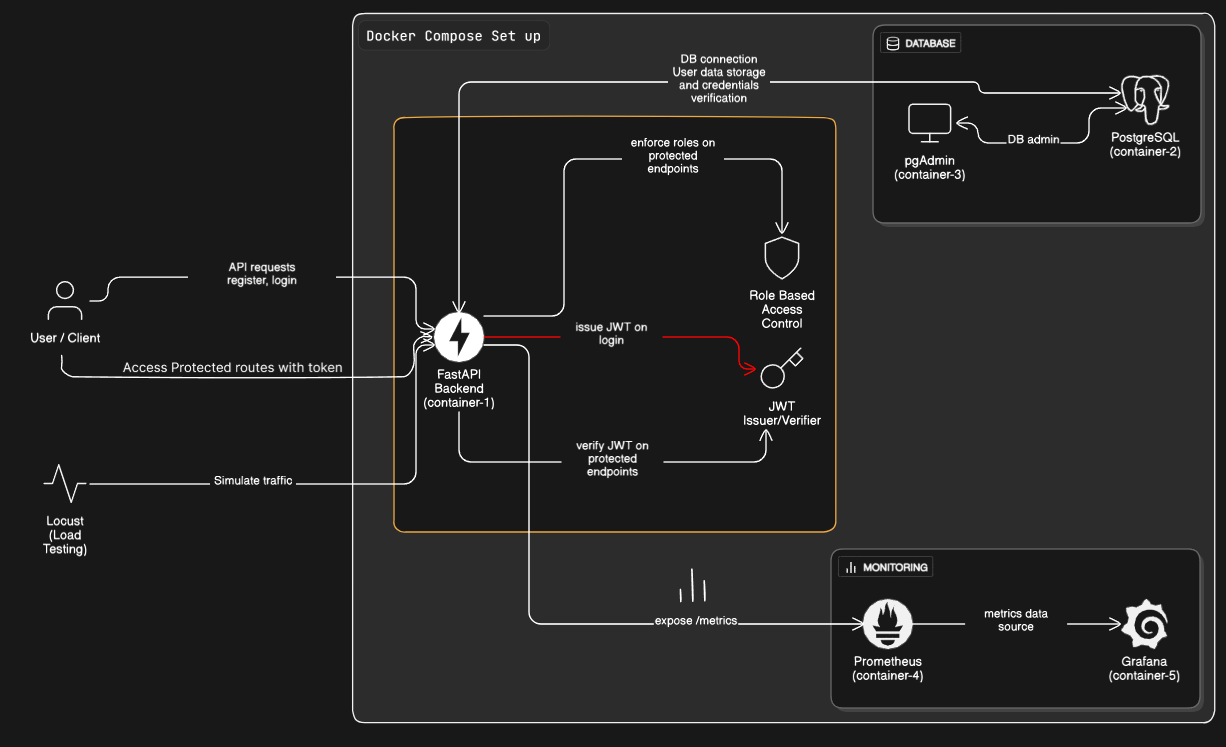 Docker Compose Set up
DATABASE
DB connection
User data storage
and credentials
verification
PostgreSQL
(container-2)
DB admin
pgAdmin
(container-3)
enforce roles on
protected
endpoints
API requests
register, login
User / Client
Role Based
Access
Control
issue JWT on
login
Access Protected routes with token
FastAPI
Backend
(container-1)
JWT
Issuer/Verifier
verify JWT on
protected
endpoints
Simulate traffic
Locust
(Load
Testing)
MONITORING
expose /metrics
metrics data
source
Prometheus
(container-4)
Grafana
(container-5)